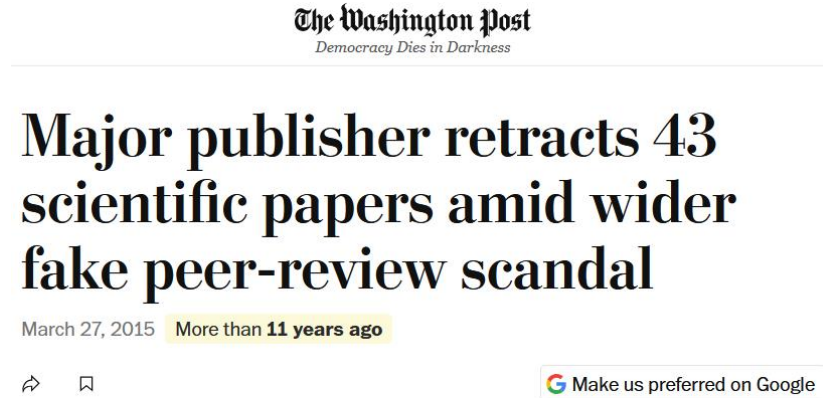 The Washington Post
Democracy Dies in Darkness
Major publisher retracts 43
scientific papers amid wider
fake peer-review scandal
March 27, 2015 More than 11 years ago
Make us preferred on Google